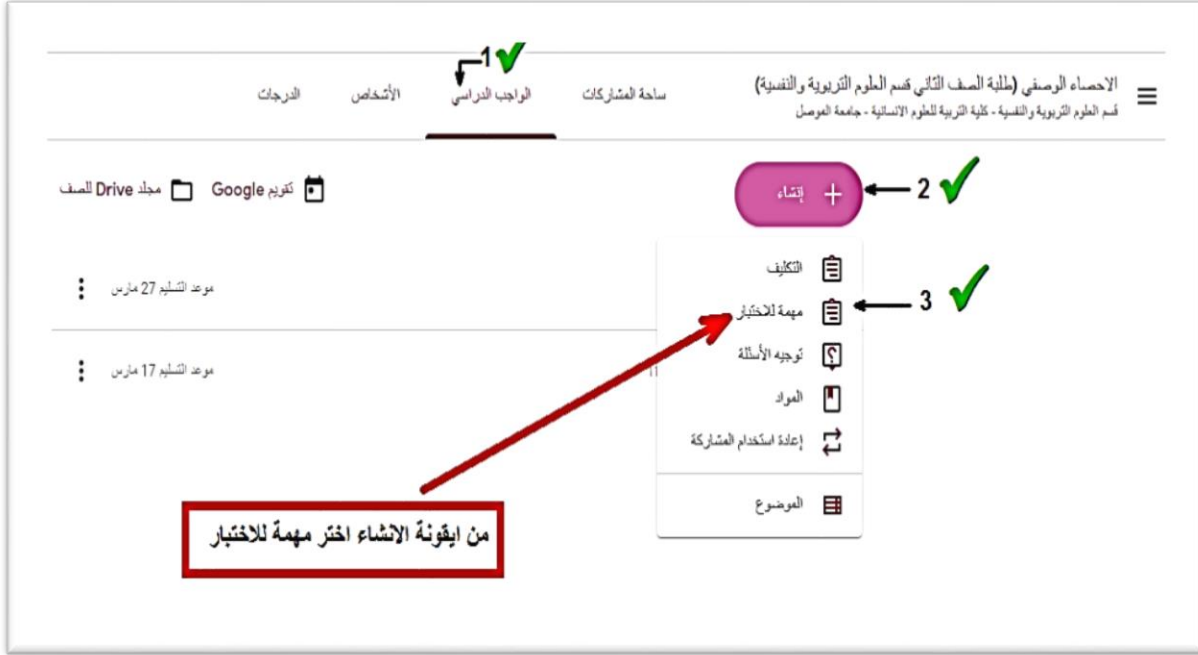 الاحصاء الوصفي (طلبة الصف الثاني قسم العلوم التربوية والنفسية)
قسم العلوم التربوية والنفسية - كلية التربية للعلوم الانسانية - جامعة الموصل
ساحة المشاركات
الواجب الدراسي
1
الأشخاص
الدرجات
إنشاء
2
تقويم Google
مجلد Drive للصف
التكليف
موعد التسليم 27 مارس
مهمة للاختبار
3
توجيه الأسئلة
موعد التسليم 17 مارس
المواد
إعادة استخدام المشاركة
الموضوع
من ايقونة الانشاء اختر مهمة للاختبار